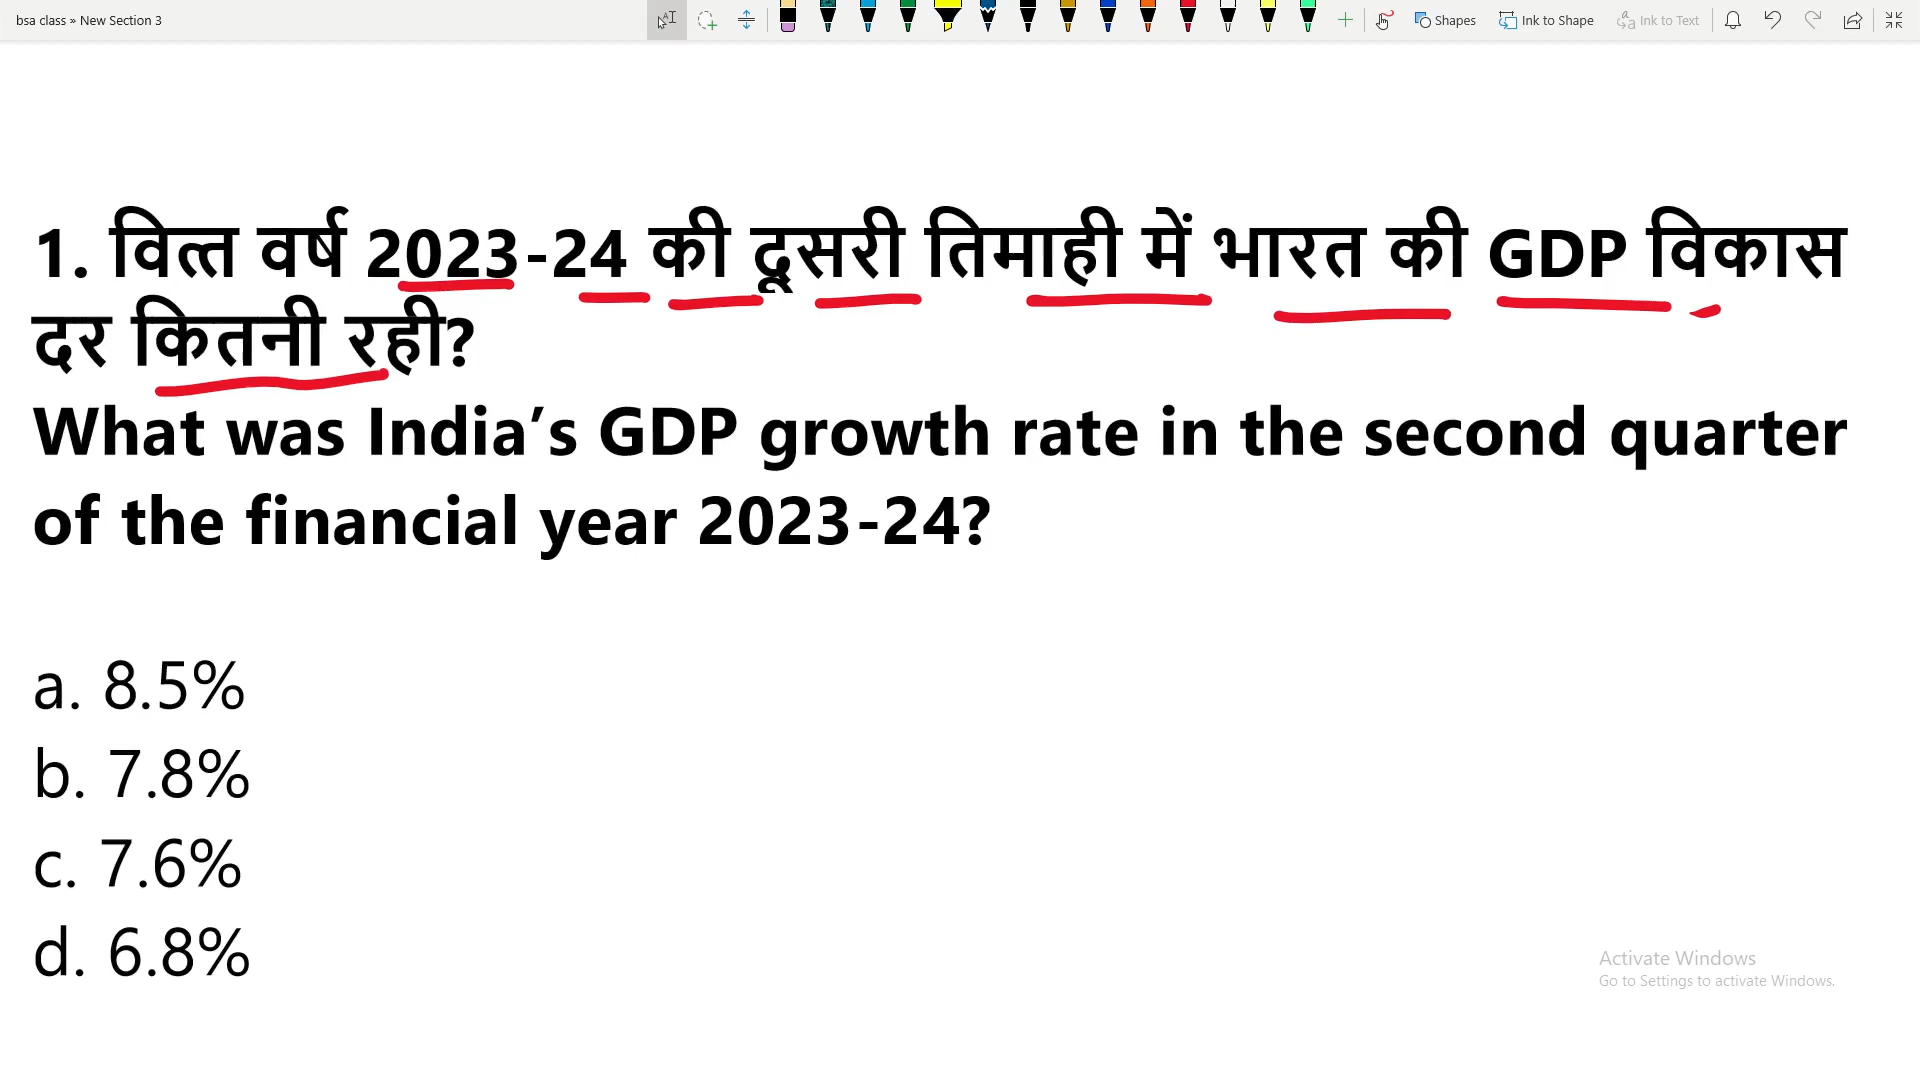 bsa class » New Section 3
Shapes Ink to Shape Ink to Text
1. वित्त वर्ष 2023-24 की दूसरी तिमाही में भारत की GDP विकास
दर कितनी रही?
What was India’s GDP growth rate in the second quarter
of the financial year 2023-24?
a. 8.5%
b. 7.8%
c. 7.6%
d. 6.8%
Activate Windows
Go to Settings to activate Windows.